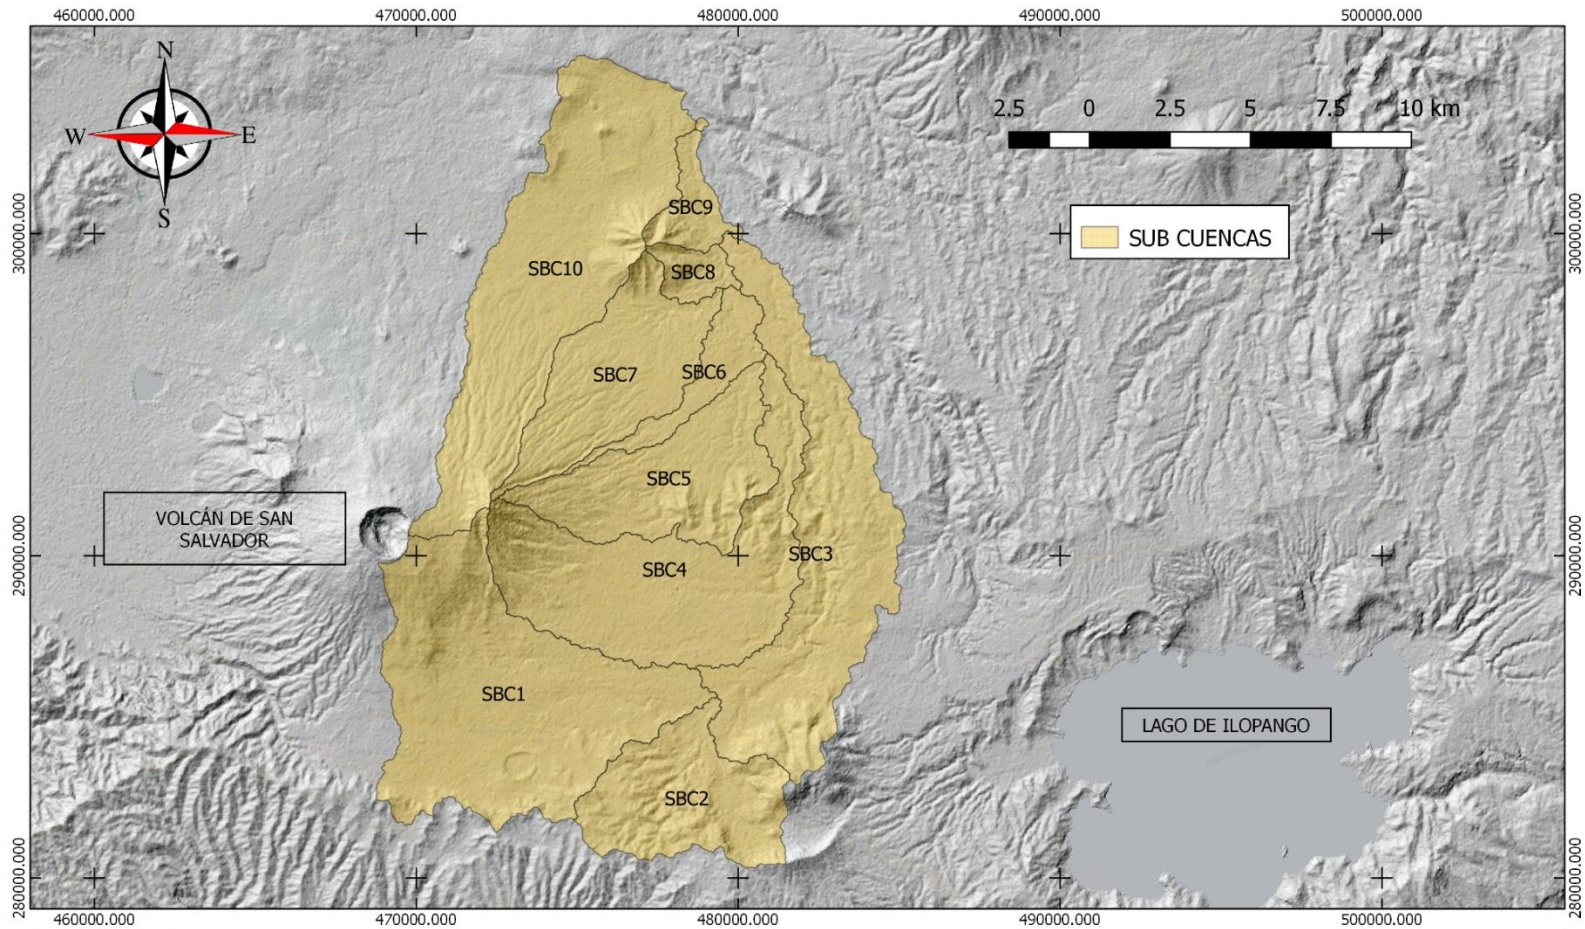 460000.000 470000.000 480000.000 490000.000 500000.000
N
W E
S
2.5 0 2.5 5 7.5 10 km
300000.000 300000.000
SUB CUENCAS
SBC9
SBC10
SBC8
SBC7
SBC6
SBC5
VOLCÁN DE SAN
SALVADOR
290000.000 290000.000
SBC3
SBC4
SBC1
LAGO DE ILOPANGO
SBC2
280000.000 280000.000
460000.000 470000.000 480000.000 490000.000 500000.000